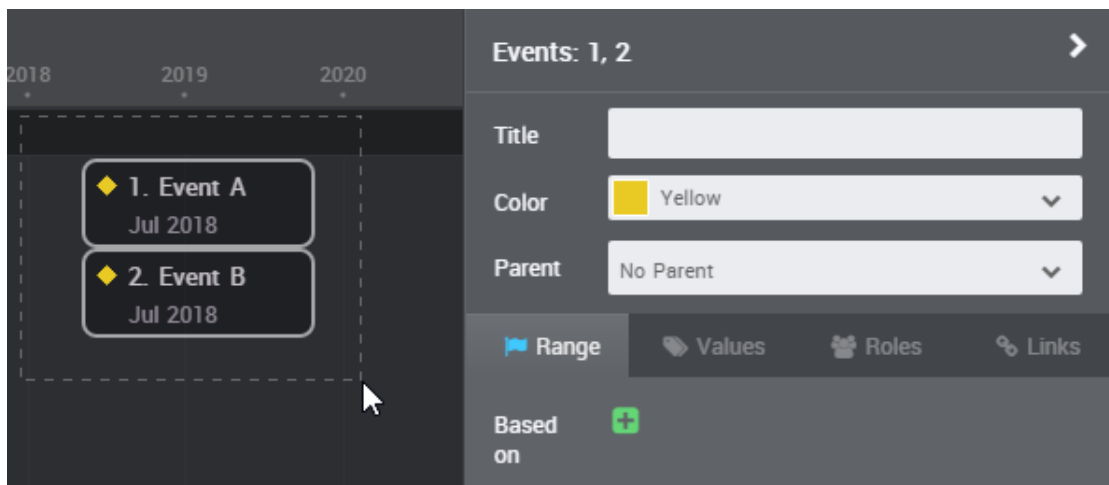 2018 2019 2020
1. Event A
Jul 2018
2. Event B
Jul 2018
Events: 1, 2
Title
Color Yellow
Parent No Parent
Range Values Roles Links
Based
on